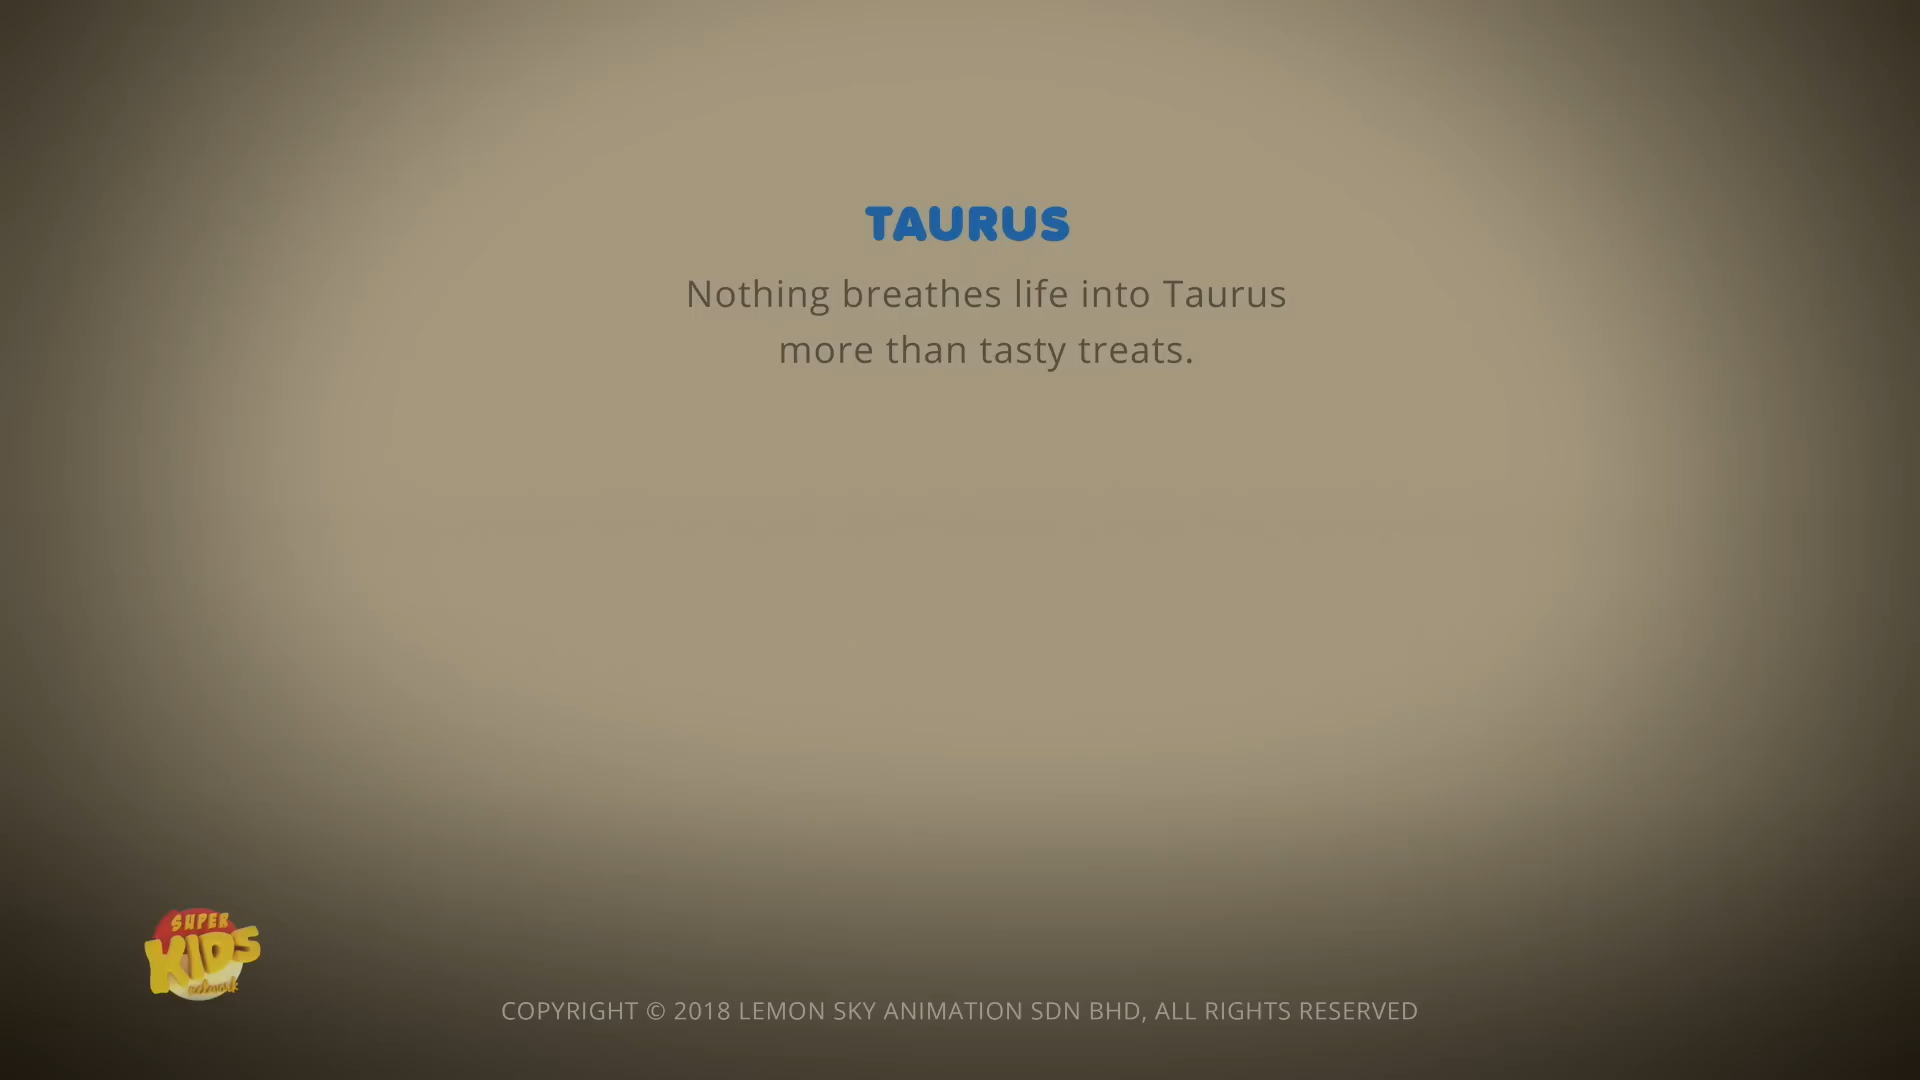 TAURUS
Nothing breathes life into Taurus
more than tasty treats.
SUPER
KIDS
network
COPYRIGHT © 2018 LEMON SKY ANIMATION SDN BHD, ALL RIGHTS RESERVED